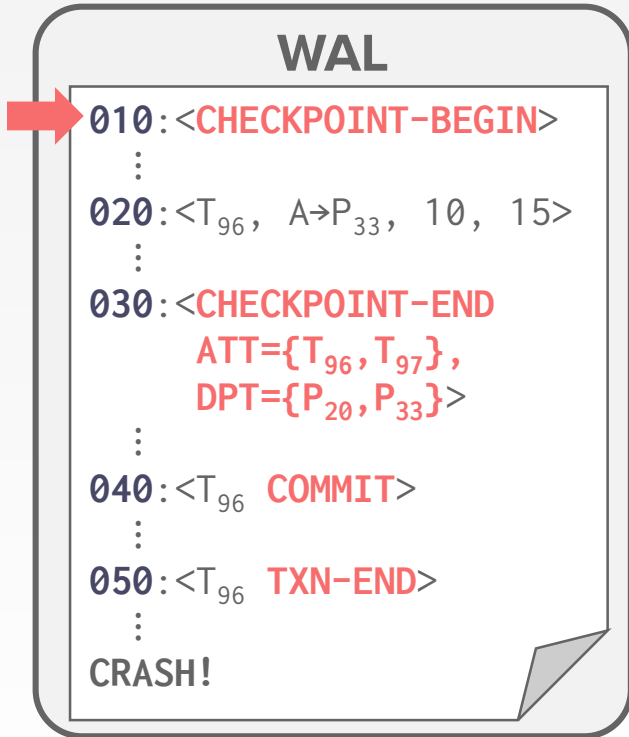 WAL
010:<CHECKPOINT-BEGIN>
⋮
020:<T₉₆, A→P₃₃, 10, 15>
⋮
030:<CHECKPOINT-END
ATT={T₉₆,T₉₇},
DPT={P₂₀,P₃₃}>
⋮
040:<T₉₆ COMMIT>
⋮
050:<T₉₆ TXN-END>
⋮
CRASH!